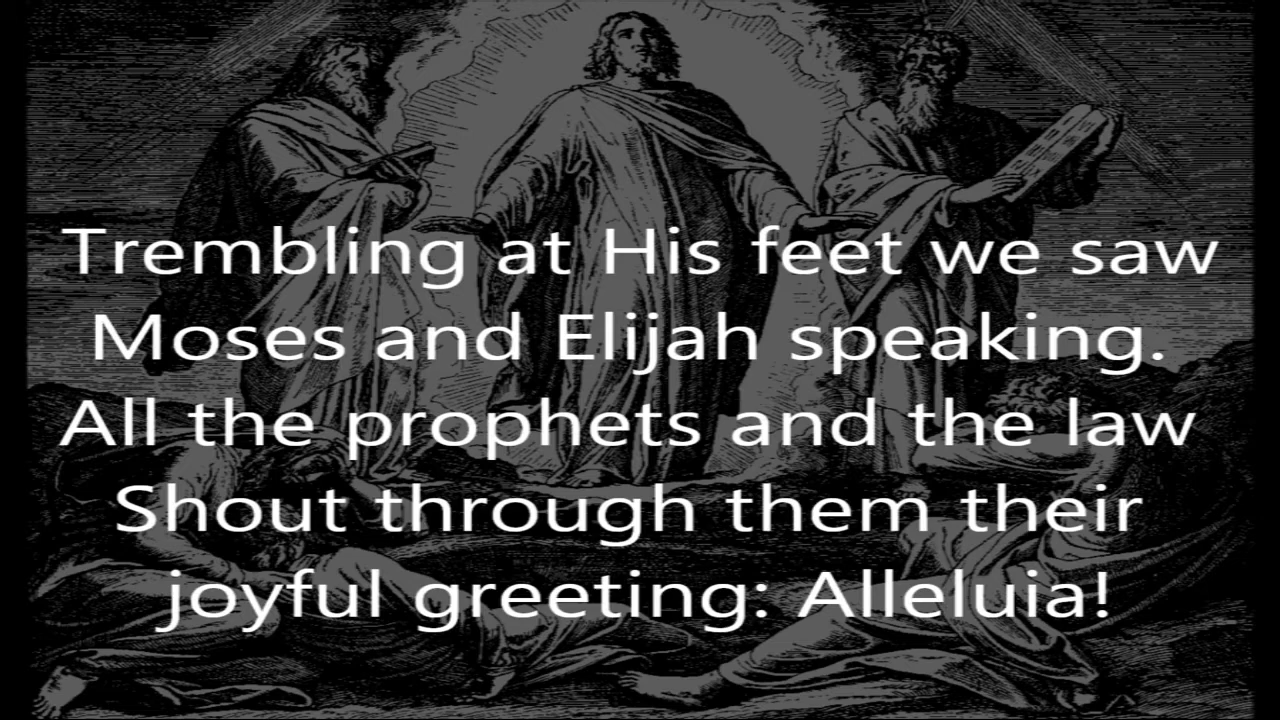 Trembling at His feet we saw
Moses and Elijah speaking.
All the prophets and the law
Shout through them their
joyful greeting: Alleluia!